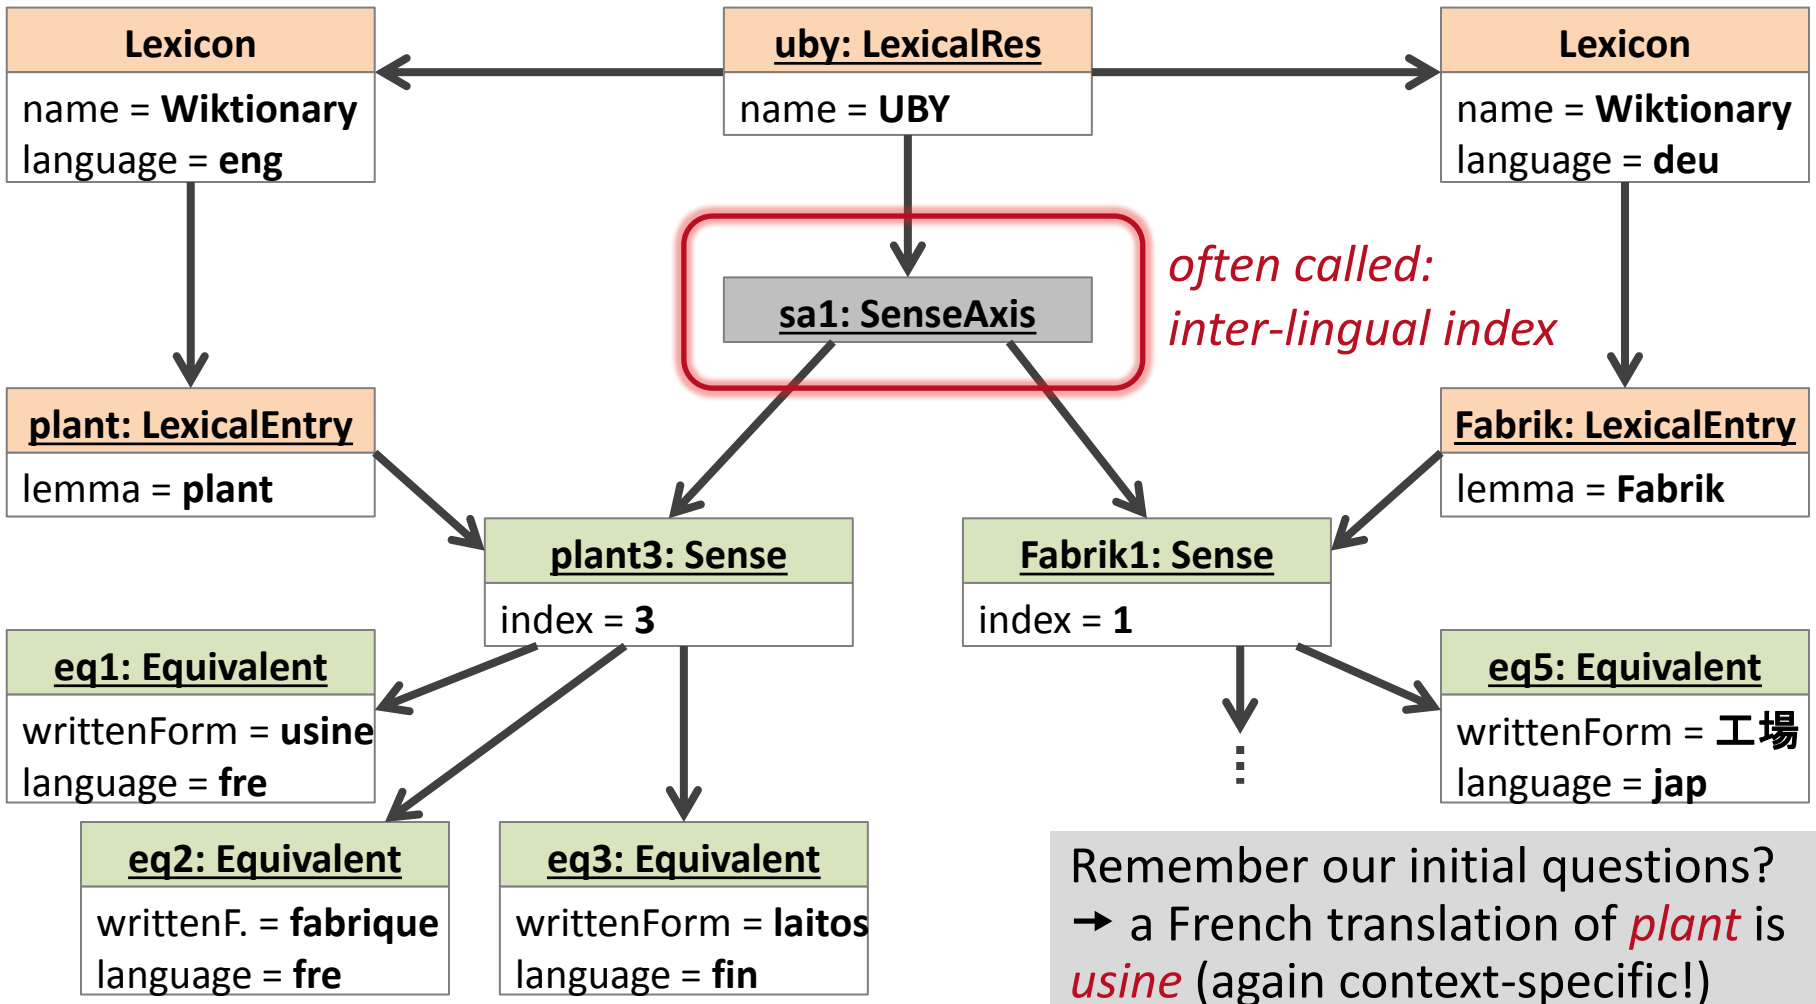 Lexicon
name = Wiktionary
language = eng
uby: LexicalRes
name = UBY
Lexicon
name = Wiktionary
language = deu
sa1: SenseAxis
often called:
inter-lingual index
plant: LexicalEntry
lemma = plant
Fabrik: LexicalEntry
lemma = Fabrik
plant3: Sense
index = 3
Fabrik1: Sense
index = 1
eq1: Equivalent
writtenForm = usine
language = fre
eq5: Equivalent
writtenForm = 工場
language = jap
eq2: Equivalent
writtenF. = fabrique
language = fre
eq3: Equivalent
writtenForm = laitos
language = fin
Remember our initial questions?
→ a French translation of plant is
usine (again context-specific!)